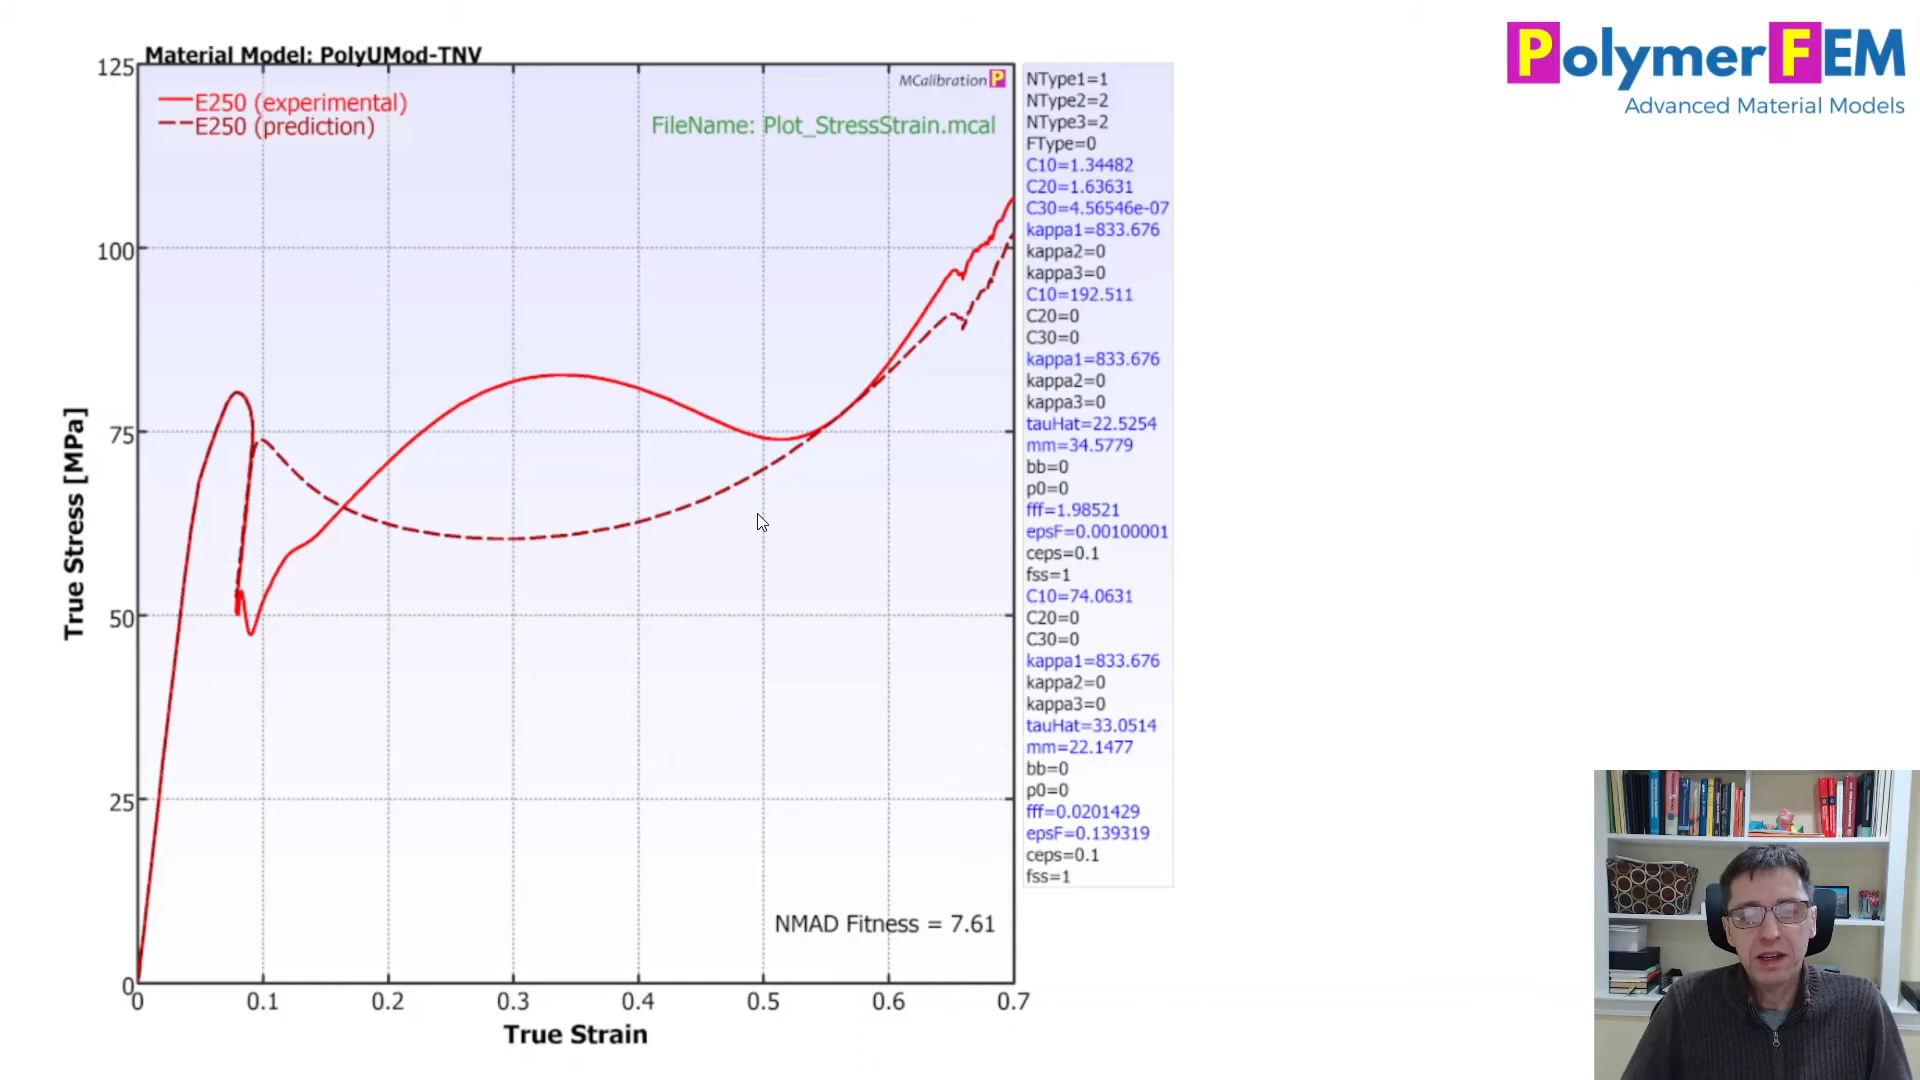 PolymerFEM
Advanced Material Models
Material Model: PolyUMod-TNV
MCalibration P
E250 (experimental)
E250 (prediction)
FileName: Plot_StressStrain.mcal
125
100
75
50
25
0
True Stress [MPa]
0 0.1 0.2 0.3 0.4 0.5 0.6 0.7
True Strain
NMAD Fitness = 7.61
NType1=1
NType2=2
NType3=2
FType=0
C10=1.34482
C20=1.63631
C30=4.56546e-07
kappa1=833.676
kappa2=0
kappa3=0
C10=192.511
C20=0
C30=0
kappa1=833.676
kappa2=0
kappa3=0
tauHat=22.5254
mm=34.5779
bb=0
p0=0
fff=1.98521
epsF=0.00100001
ceps=0.1
fss=1
C10=74.0631
C20=0
C30=0
kappa1=833.676
kappa2=0
kappa3=0
tauHat=33.0514
mm=22.1477
bb=0
p0=0
fff=0.0201429
epsF=0.139319
ceps=0.1
fss=1